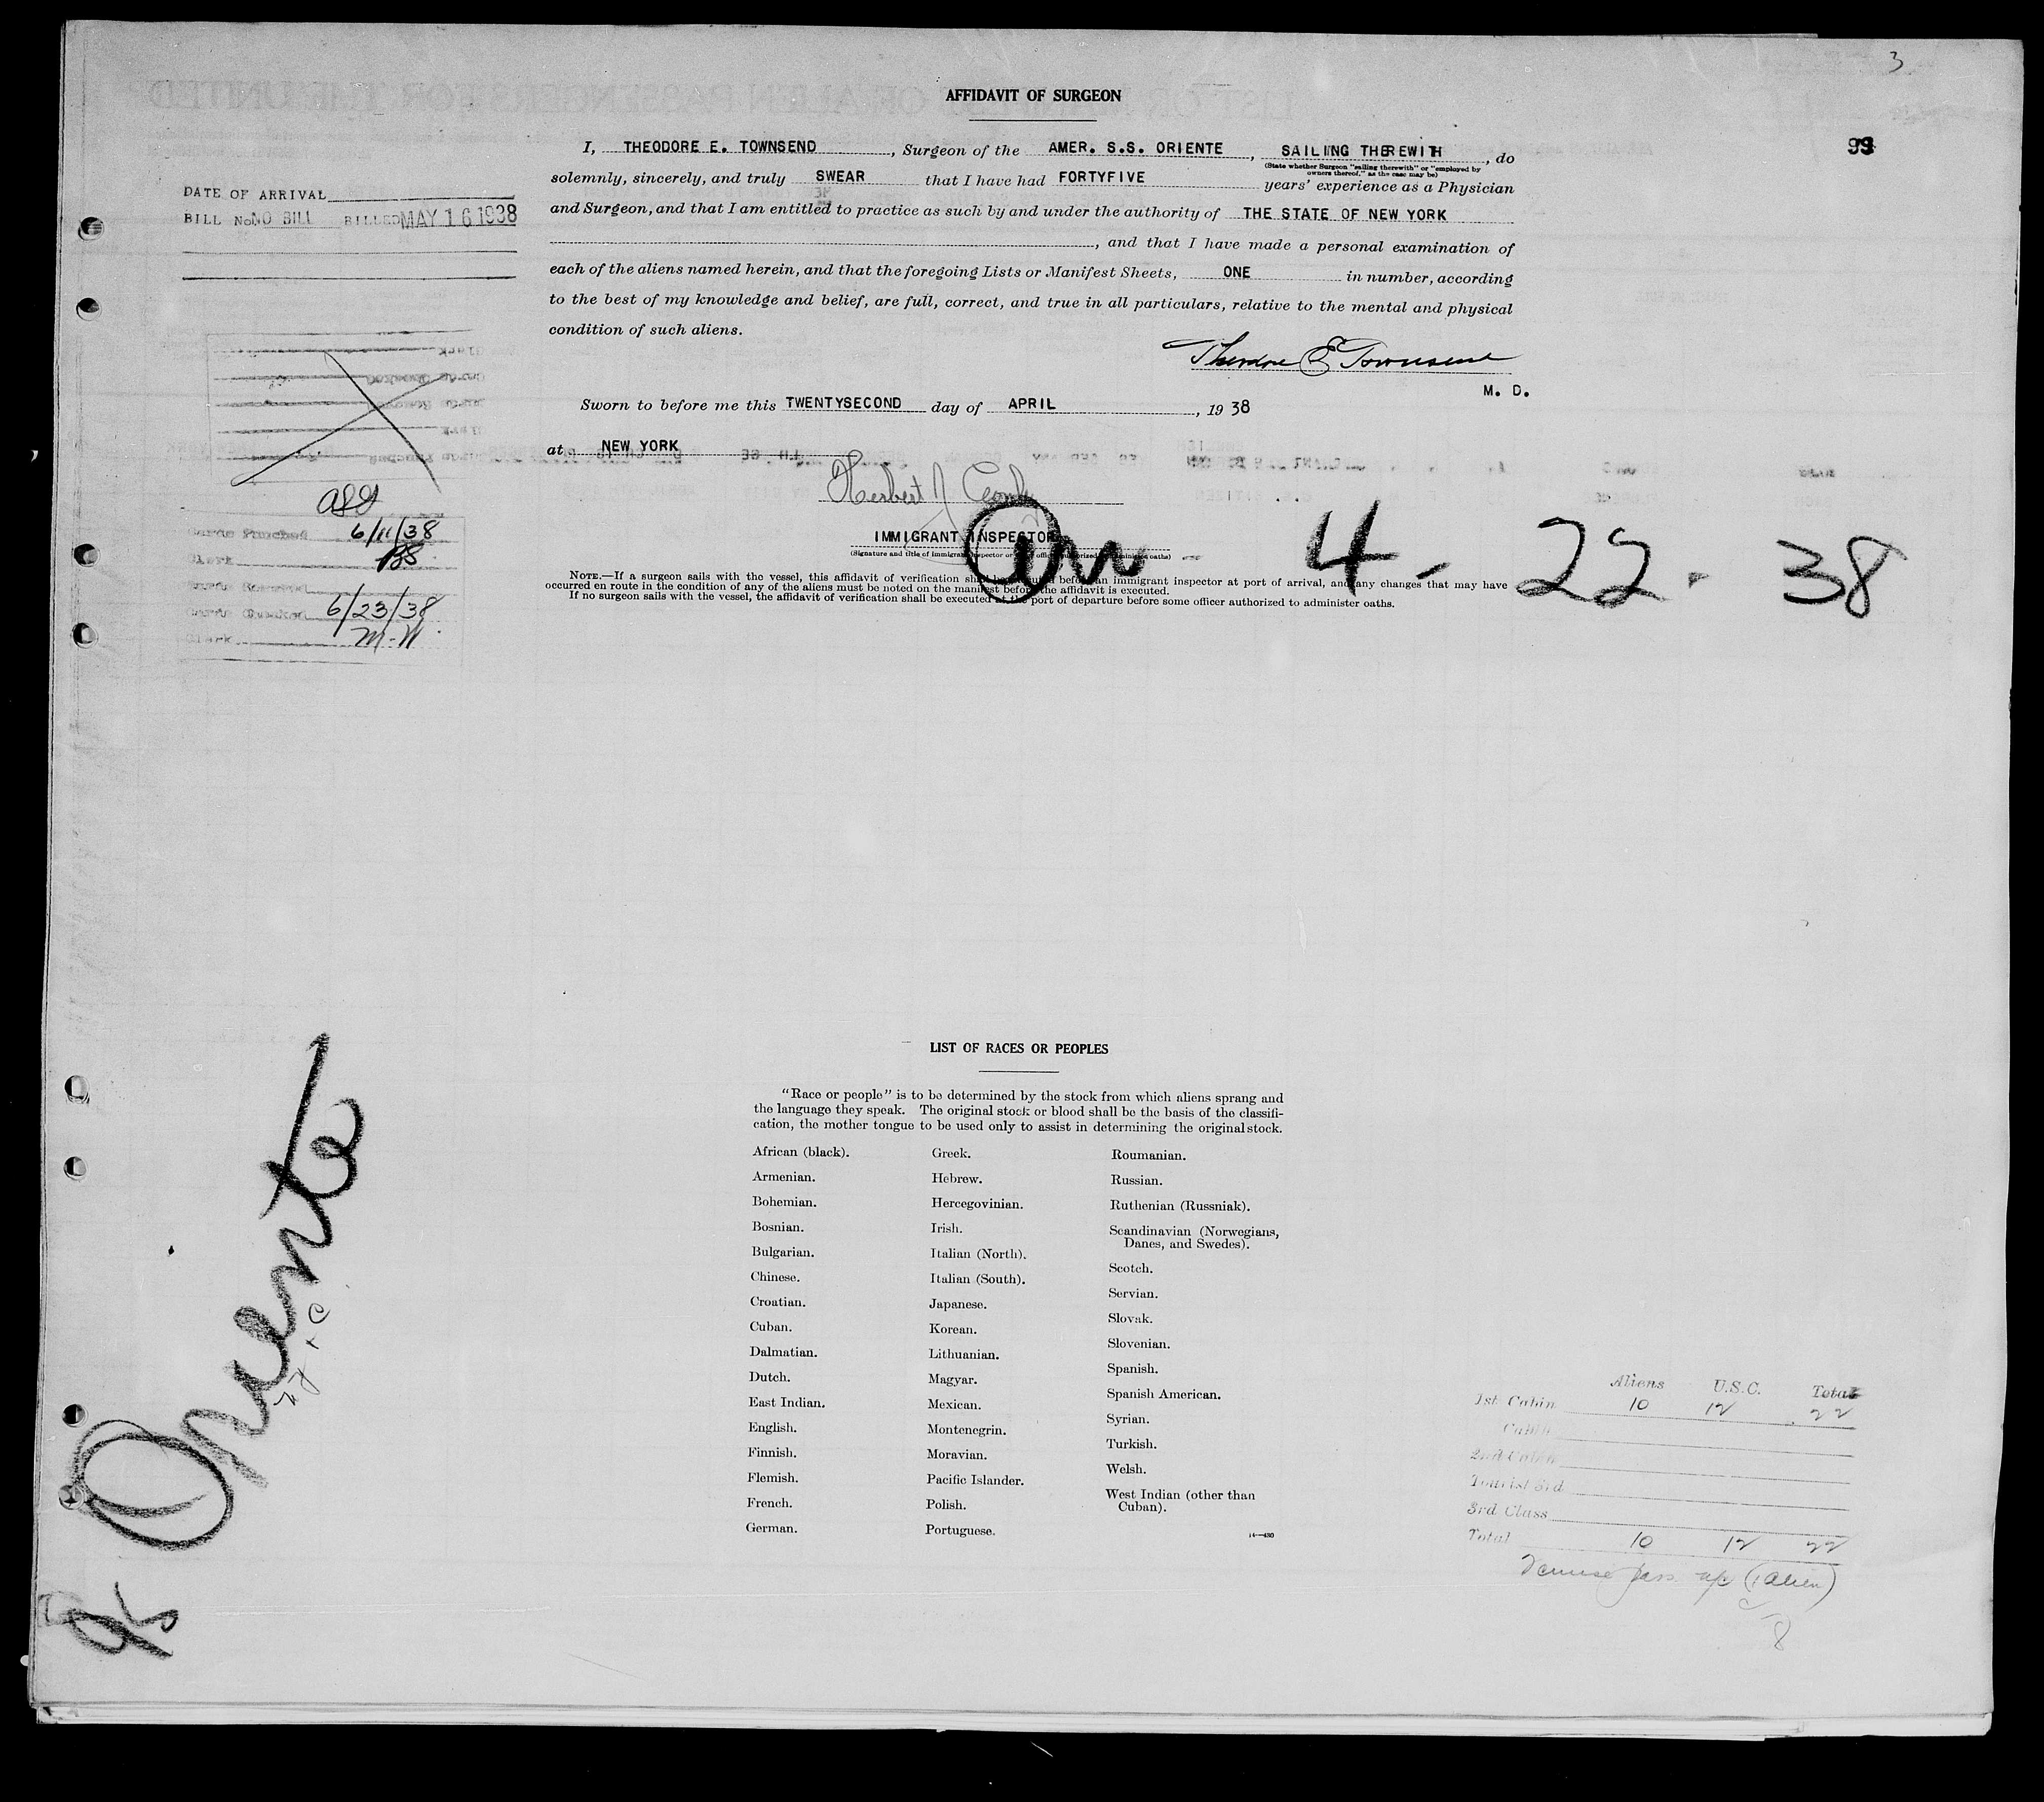 3
AFFIDAVIT OF SURGEON
99
I, THEODORE E. TOWNSEND, Surgeon of the AMER. S.S. ORIENTE, SAILING THEREWITH, do
(State whether Surgeon "sailing therewith" or "employed by owners thereof," as the case may be)
solemnly, sincerely, and truly SWEAR that I have had FORTYFIVE years' experience as a Physician
and Surgeon, and that I am entitled to practice as such by and under the authority of THE STATE OF NEW YORK
, and that I have made a personal examination of
each of the aliens named herein, and that the foregoing Lists or Manifest Sheets, ONE in number, according
to the best of my knowledge and belief, are full, correct, and true in all particulars, relative to the mental and physical
condition of such aliens.
Theodore E Townsend
M. D.
Sworn to before me this TWENTYSECOND day of APRIL, 1938
at NEW YORK
Herbert J
IMMIGRANT INSPECTOR
(Signature and title of immigrant inspector or other officer authorized to administer oaths)
Arr - 4-22-38
NOTE.—If a surgeon sails with the vessel, this affidavit of verification shall be executed before an immigrant inspector at port of arrival, and any changes that may have
occurred en route in the condition of any of the aliens must be noted on the manifest before the affidavit is executed.
If no surgeon sails with the vessel, the affidavit of verification shall be executed at the port of departure before some officer authorized to administer oaths.
DATE OF ARRIVAL
BILL No. NO BILL BILLED MAY 16 1938
Cards Punched 6/11/38
Clerk
6/23/38
Clerk M-W
Oriente
LIST OF RACES OR PEOPLES
"Race or people" is to be determined by the stock from which aliens sprang and
the language they speak. The original stock or blood shall be the basis of the classifi-
cation, the mother tongue to be used only to assist in determining the original stock.
African (black).
Armenian.
Bohemian.
Bosnian.
Bulgarian.
Chinese.
Croatian.
Cuban.
Dalmatian.
Dutch.
East Indian.
English.
Finnish.
Flemish.
French.
German.
Greek.
Hebrew.
Hercegovinian.
Irish.
Italian (North).
Italian (South).
Japanese.
Korean.
Lithuanian.
Magyar.
Mexican.
Montenegrin.
Moravian.
Pacific Islander.
Polish.
Portuguese.
Roumanian.
Russian.
Ruthenian (Russniak).
Scandinavian (Norwegians,
Danes, and Swedes).
Scotch.
Servian.
Slovak.
Slovenian.
Spanish.
Spanish American.
Syrian.
Turkish.
Welsh.
West Indian (other than
Cuban).
14—430
Aliens U.S.C. Total
1st Cabin 10 12 22
Cabin
2nd Cabin
Tourist 3rd
3rd Class
Total 10 12 22
pass. (1 alien)
8